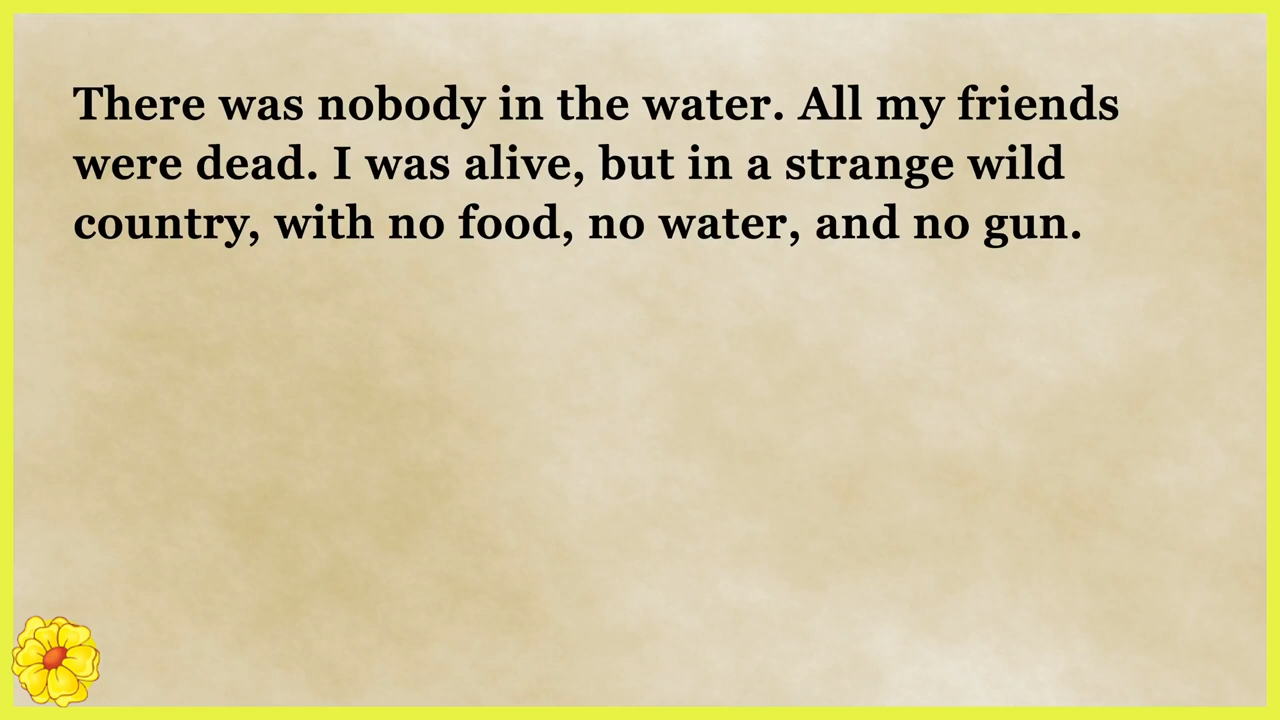 There was nobody in the water. All my friends
were dead. I was alive, but in a strange wild
country, with no food, no water, and no gun.